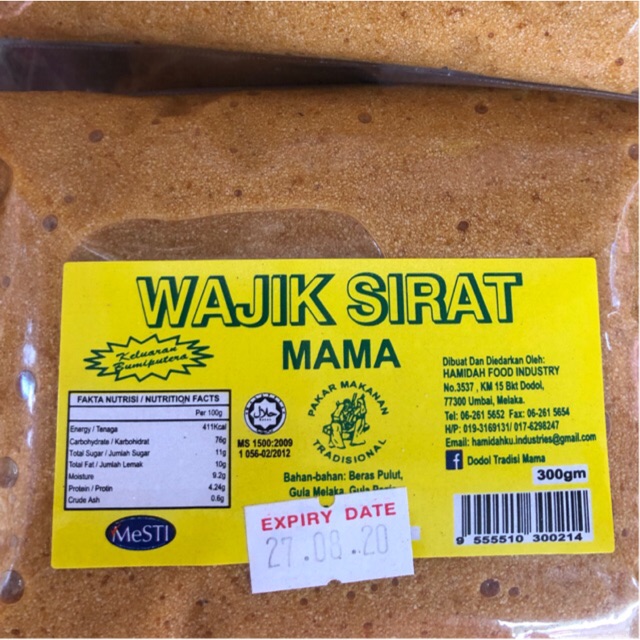 WAJIK SIRAT
MAMA
Keluaran
Bumiputera
FAKTA NUTRISI / NUTRITION FACTS
Per 100g
Energy / Tenaga 411Kcal
Carbohydrate / Karbohidrat 76g
Total Sugar / Jumlah Sugar 11g
Total Fat / Jumlah Lemak 10g
Moisture 9.2g
Protein / Protin 4.24g
Crude Ash 0.6g
MeSTI
MS 1500:2009
1 056-02/2012
PAKAR MAKANAN
TRADISIONAL
Bahan-bahan: Beras Pulut,
Gula Melaka, Gula
Dibuat Dan Diedarkan Oleh:
HAMIDAH FOOD INDUSTRY
No.3537 , KM 15 Bkt Dodol,
77300 Umbai, Melaka.
Tel: 06-261 5652 Fax: 06-261 5654
H/P: 019-3169131/ 017-6298247
Email: hamidahku.industries@gmail.com
f Dodol Tradisi Mama
300gm
9 555510 300214
EXPIRY DATE
27.08.20